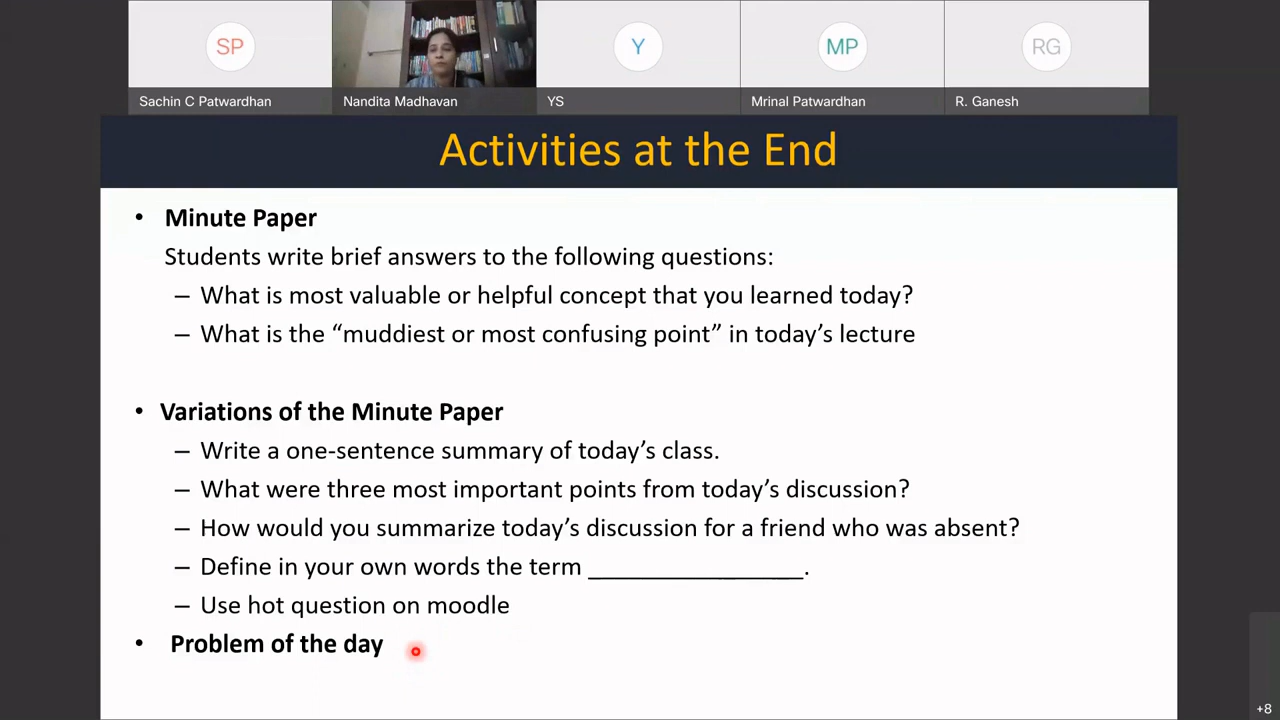 SP
Y
MP
RG
Sachin C Patwardhan
Nandita Madhavan
YS
Mrinal Patwardhan
R. Ganesh
Activities at the End
• Minute Paper
Students write brief answers to the following questions:
– What is most valuable or helpful concept that you learned today?
– What is the “muddiest or most confusing point” in today’s lecture
• Variations of the Minute Paper
– Write a one-sentence summary of today’s class.
– What were three most important points from today’s discussion?
– How would you summarize today’s discussion for a friend who was absent?
– Define in your own words the term ________________.
– Use hot question on moodle
• Problem of the day
+8